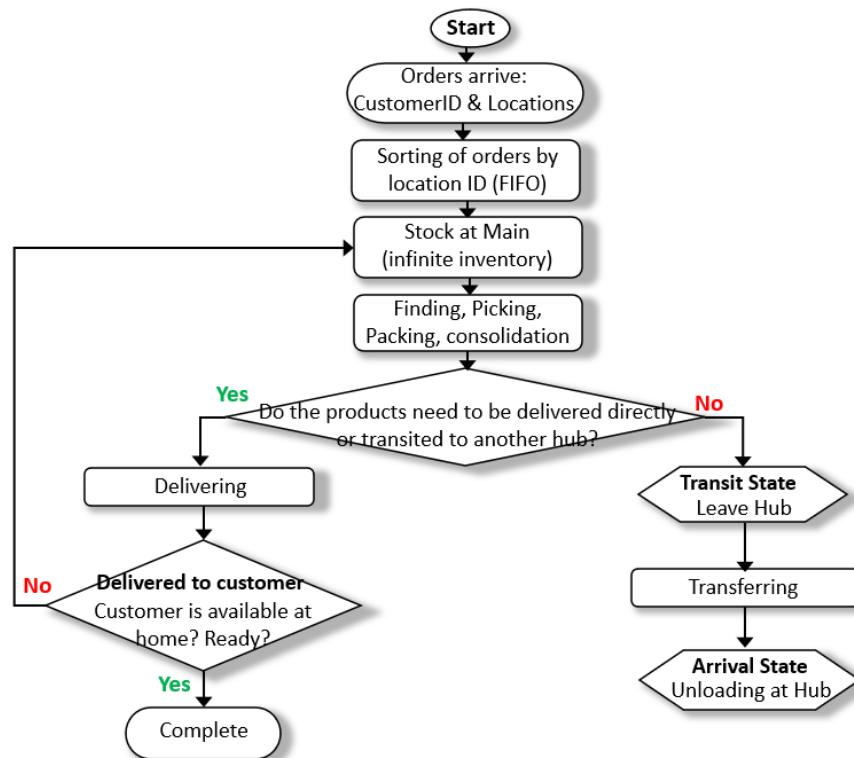 Start
Orders arrive:
CustomerID & Locations
Sorting of orders by
location ID (FIFO)
Stock at Main
(infinite inventory)
Finding, Picking,
Packing, consolidation
Yes
No
Do the products need to be delivered directly
or transited to another hub?
Delivering
Transit State
Leave Hub
No
Delivered to customer
Customer is available at
home? Ready?
Transferring
Yes
Arrival State
Unloading at Hub
Complete